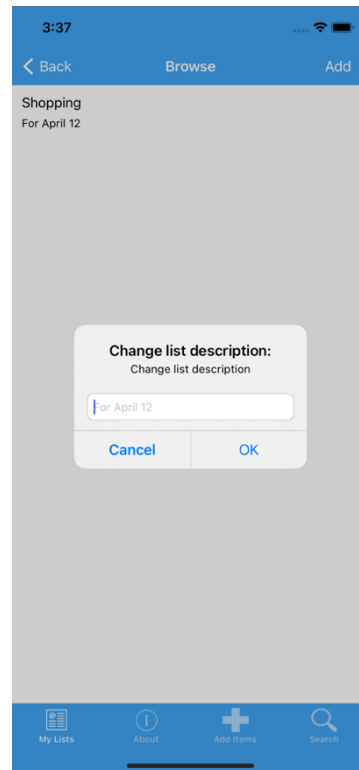 3:37
Back
Browse
Add
Shopping
For April 12
Change list description:
Change list description
For April 12
Cancel
OK
My Lists
About
Add Items
Search